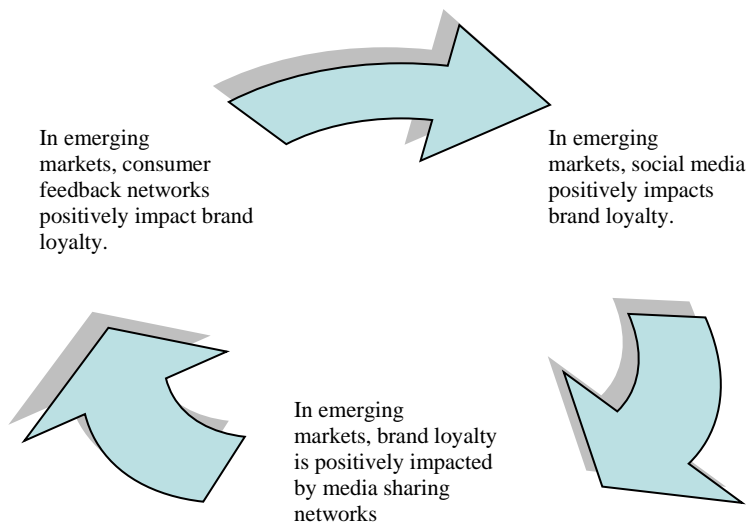 In emerging
markets, consumer
feedback networks
positively impact brand
loyalty.
In emerging
markets, social media
positively impacts
brand loyalty.
In emerging
markets, brand loyalty
is positively impacted
by media sharing
networks